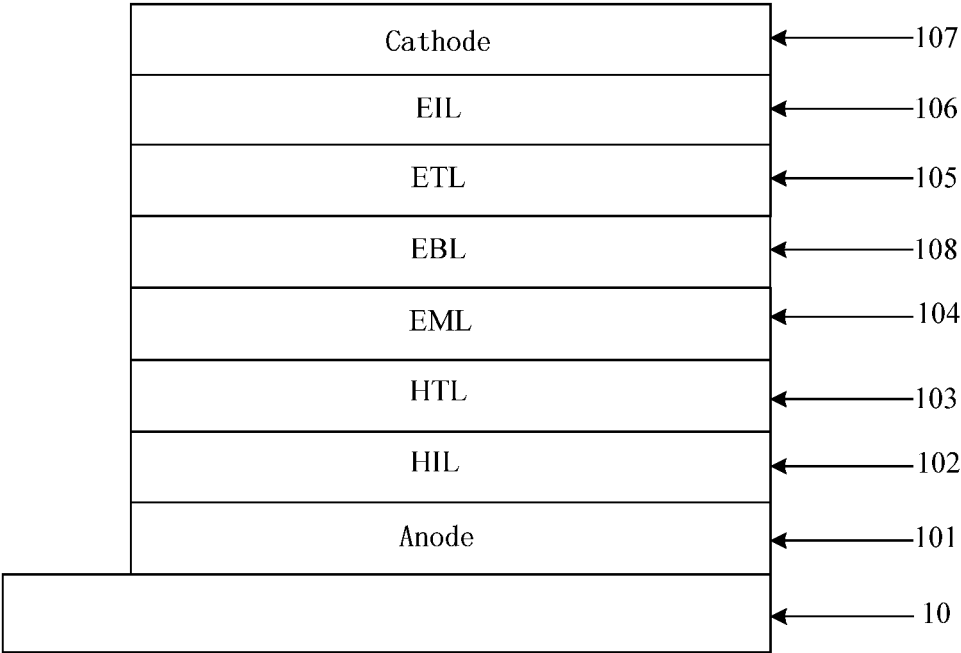 Cathode 107
EIL 106
ETL 105
EBL 108
EML 104
HTL 103
HIL 102
Anode 101
10